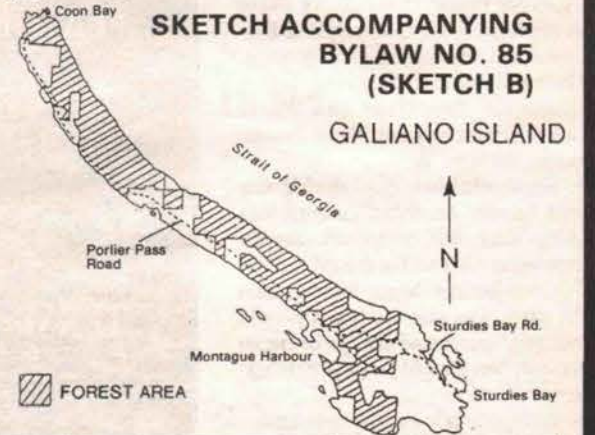 Coon Bay
SKETCH ACCOMPANYING
BYLAW NO. 85
(SKETCH B)
GALIANO ISLAND
Strait of Georgia
N
Porlier Pass
Road
Sturdies Bay Rd.
Montague Harbour
Sturdies Bay
FOREST AREA